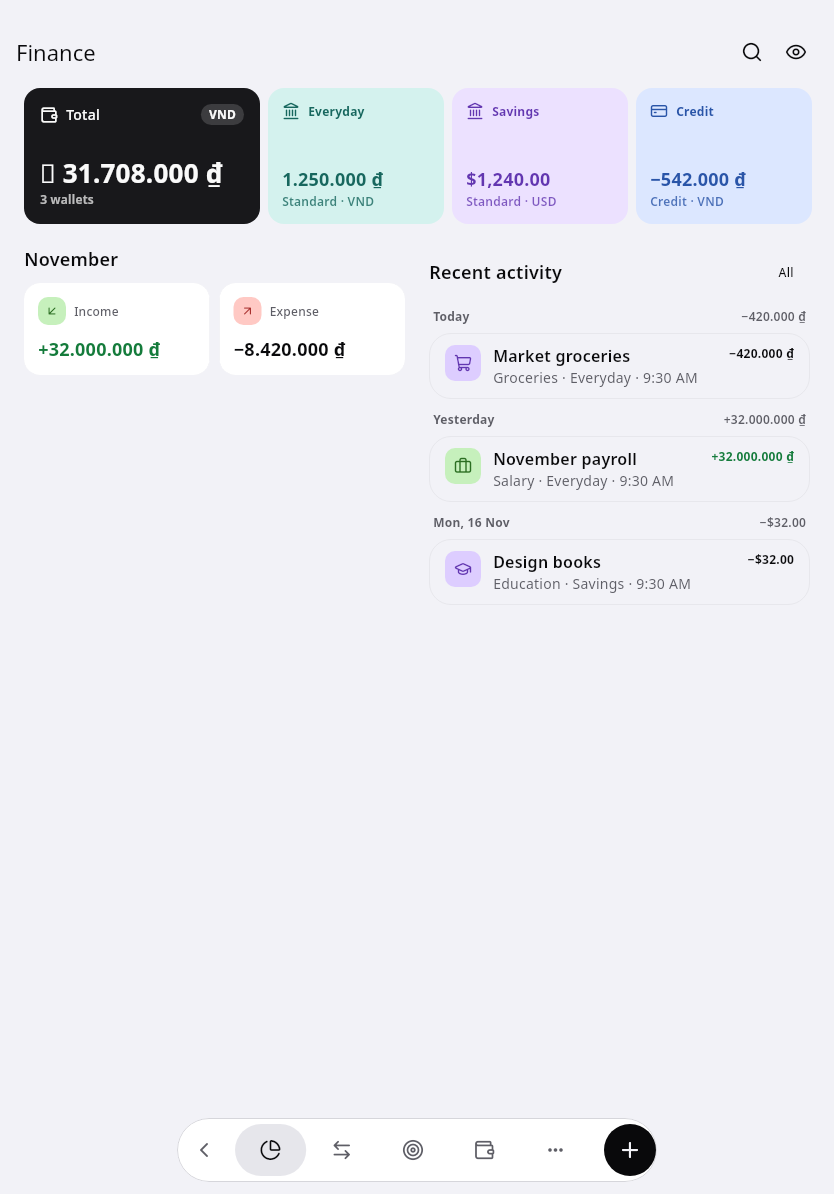 Finance
Total
VND
31.708.000 ₫
3 wallets
Everyday
1.250.000 ₫
Standard · VND
Savings
$1,240.00
Standard · USD
Credit
−542.000 ₫
Credit · VND
November
Income
+32.000.000 ₫
Expense
−8.420.000 ₫
Recent activity
All
Today
−420.000 ₫
Market groceries
−420.000 ₫
Groceries · Everyday · 9:30 AM
Yesterday
+32.000.000 ₫
November payroll
+32.000.000 ₫
Salary · Everyday · 9:30 AM
Mon, 16 Nov
−$32.00
Design books
−$32.00
Education · Savings · 9:30 AM